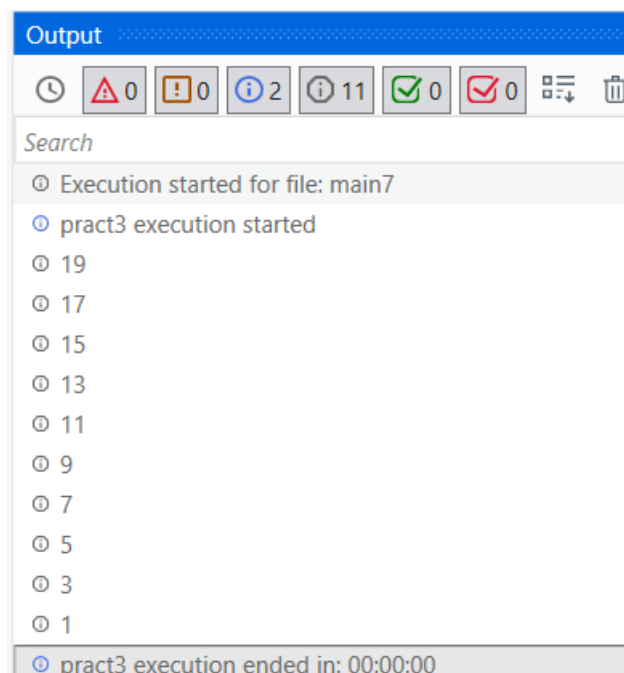 Output
0 0 2 11 0 0
Search
Execution started for file: main7
pract3 execution started
19
17
15
13
11
9
7
5
3
1
pract3 execution ended in: 00:00:00